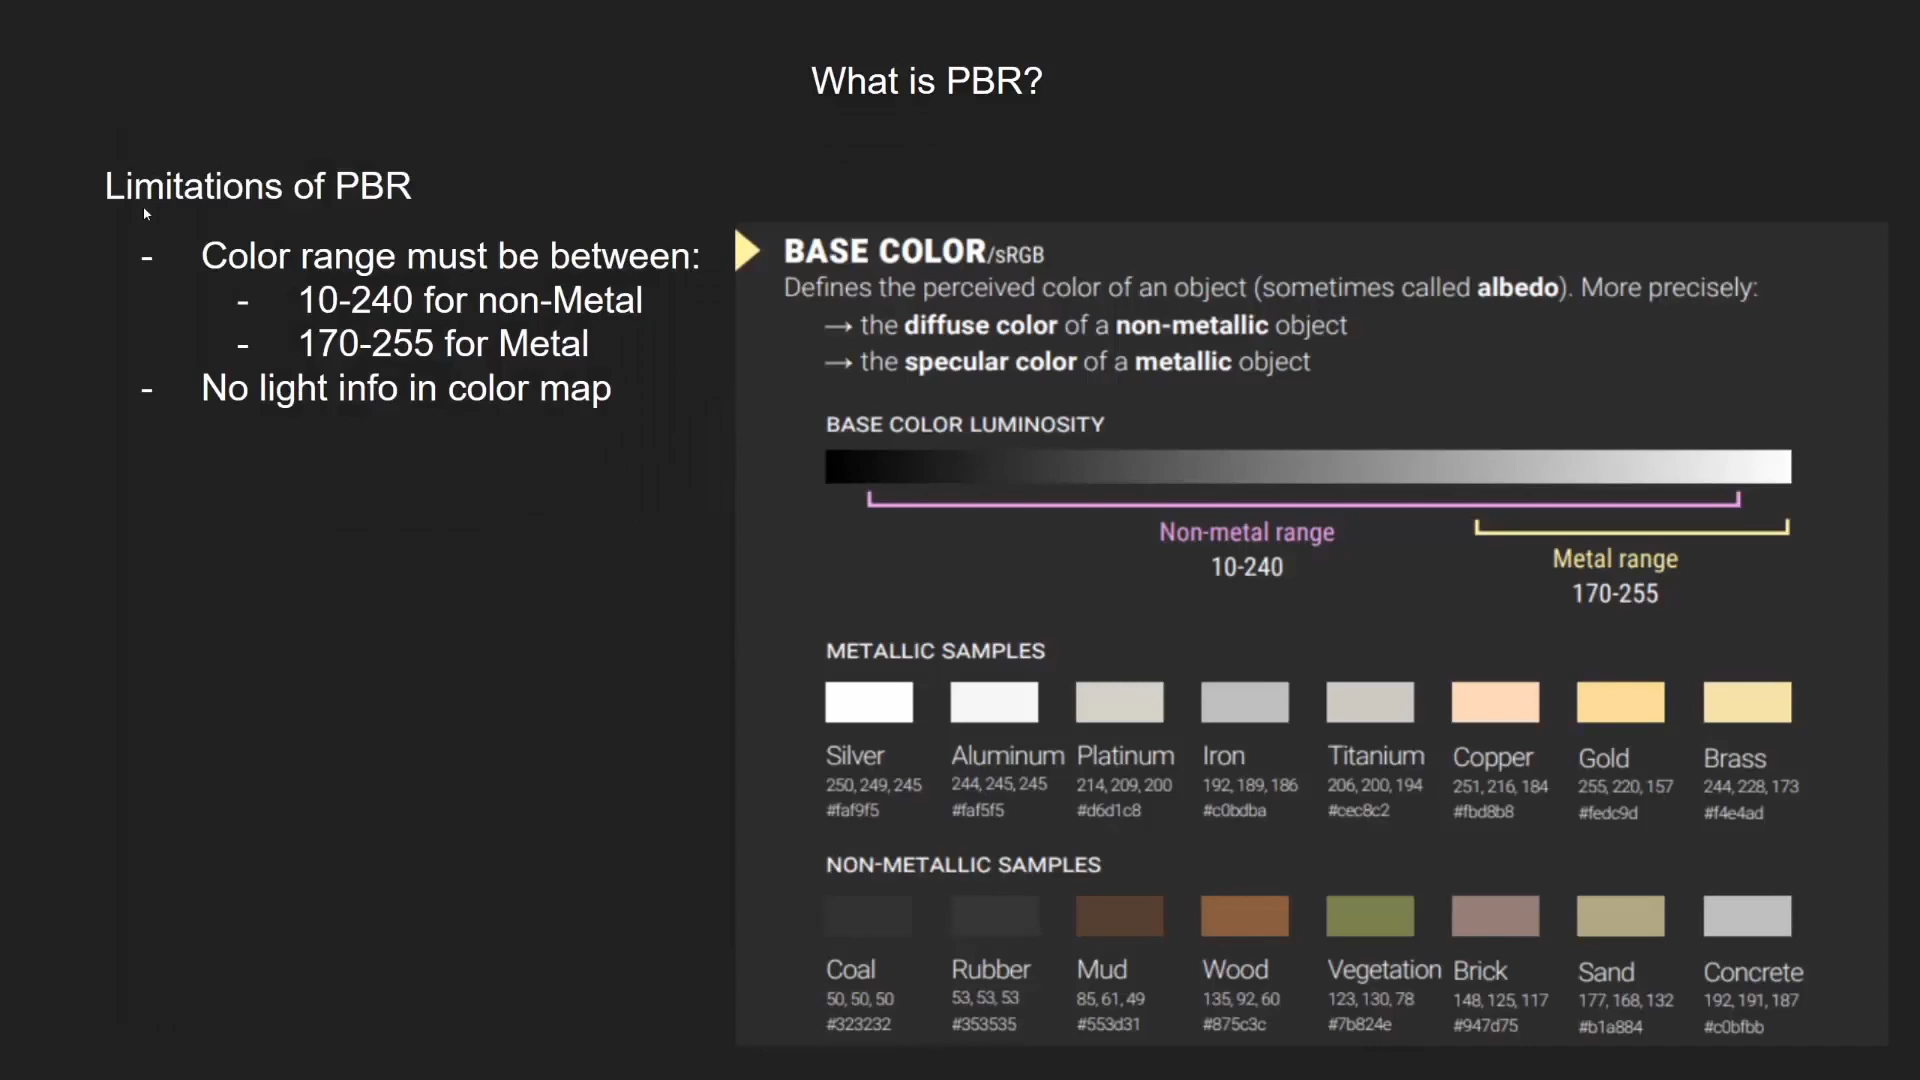 What is PBR?
Limitations of PBR
- Color range must be between:
- 10-240 for non-Metal
- 170-255 for Metal
- No light info in color map
BASE COLOR/sRGB
Defines the perceived color of an object (sometimes called albedo). More precisely:
→ the diffuse color of a non-metallic object
→ the specular color of a metallic object
BASE COLOR LUMINOSITY
Non-metal range
10-240
Metal range
170-255
METALLIC SAMPLES
Silver Aluminum Platinum Iron Titanium Copper Gold Brass
250, 249, 245 244, 245, 245 214, 209, 200 192, 189, 186 206, 200, 194 251, 216, 184 255, 220, 157 244, 228, 173
#faf9f5 #faf5f5 #d6d1c8 #c0bdba #cec8c2 #fbd8b8 #fedc9d #f4e4ad
NON-METALLIC SAMPLES
Coal Rubber Mud Wood Vegetation Brick Sand Concrete
50, 50, 50 53, 53, 53 85, 61, 49 135, 92, 60 123, 130, 78 148, 125, 117 177, 168, 132 192, 191, 187
#323232 #353535 #553d31 #875c3c #7b824e #947d75 #b1a884 #c0bfbb